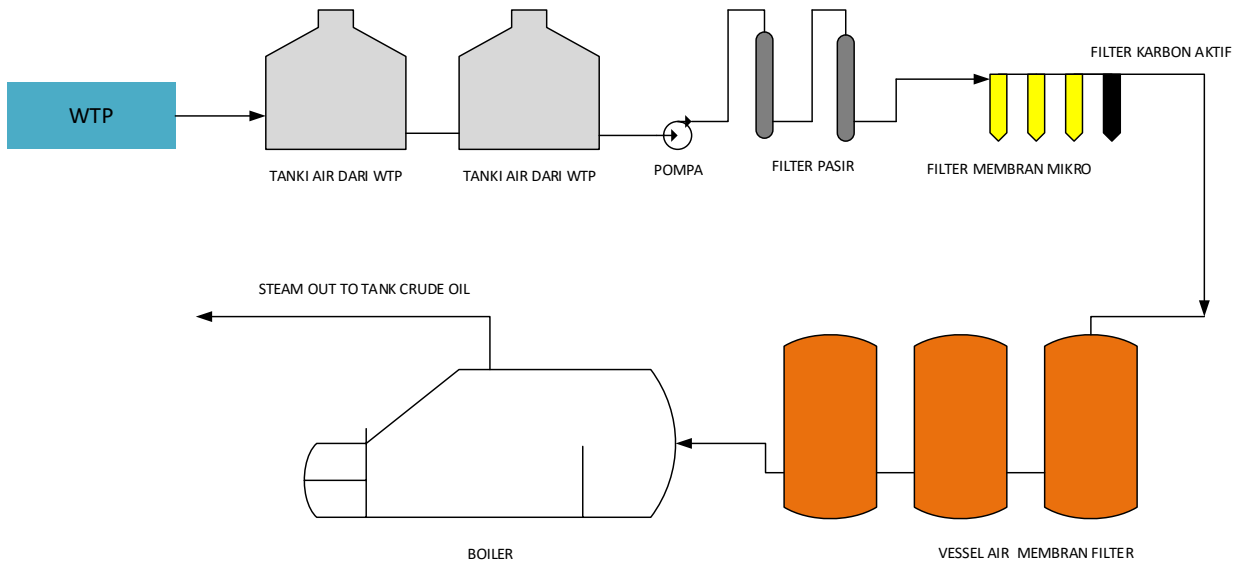 WTP
TANKI AIR DARI WTP
TANKI AIR DARI WTP
POMPA
FILTER PASIR
FILTER MEMBRAN MIKRO
FILTER KARBON AKTIF
STEAM OUT TO TANK CRUDE OIL
BOILER
VESSEL AIR MEMBRAN FILTER